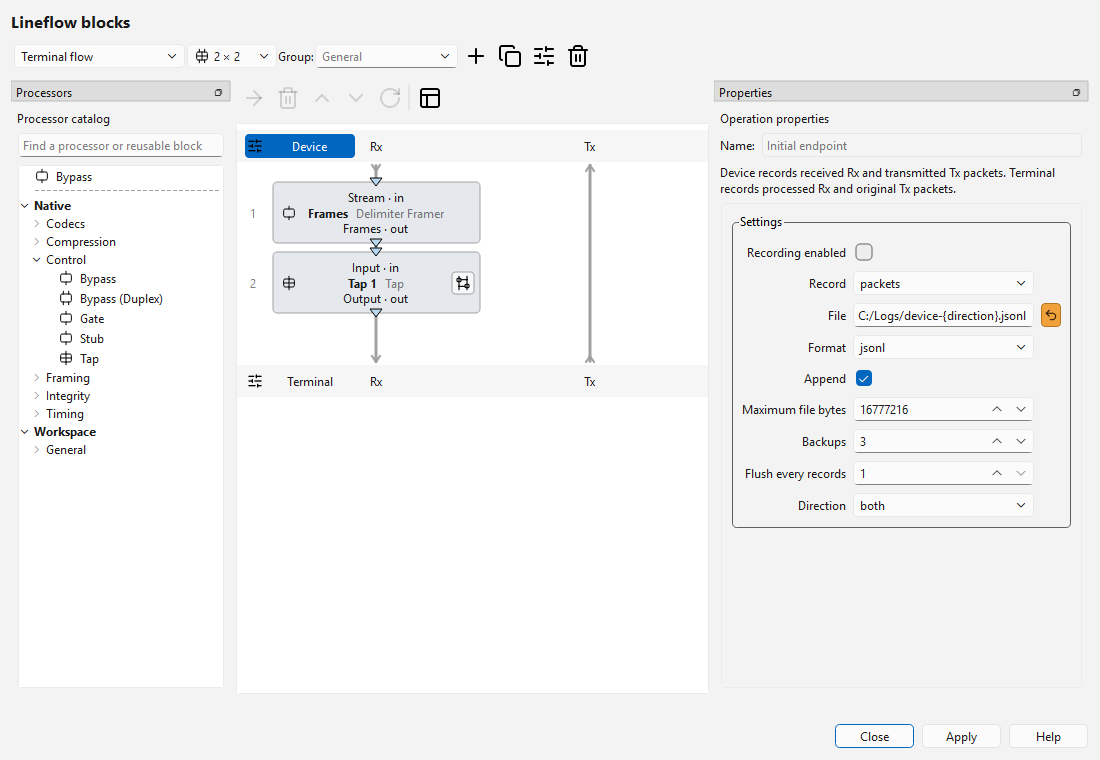 Lineflow blocks
Terminal flow
2 × 2
Group:
General
Processors
Processor catalog
Find a processor or reusable block
Bypass
Native
Codecs
Compression
Control
Bypass
Bypass (Duplex)
Gate
Stub
Tap
Framing
Integrity
Timing
Workspace
General
Device Rx Tx
1
Stream · in
Frames Delimiter Framer
Frames · out
2
Input · in
Tap 1 Tap
Output · out
Terminal Rx Tx
Properties
Operation properties
Name: Initial endpoint
Device records received Rx and transmitted Tx packets. Terminal
records processed Rx and original Tx packets.
Settings
Recording enabled
Record packets
File C:/Logs/device-{direction}.jsonl
Format jsonl
Append
Maximum file bytes 16777216
Backups 3
Flush every records 1
Direction both
Close Apply Help